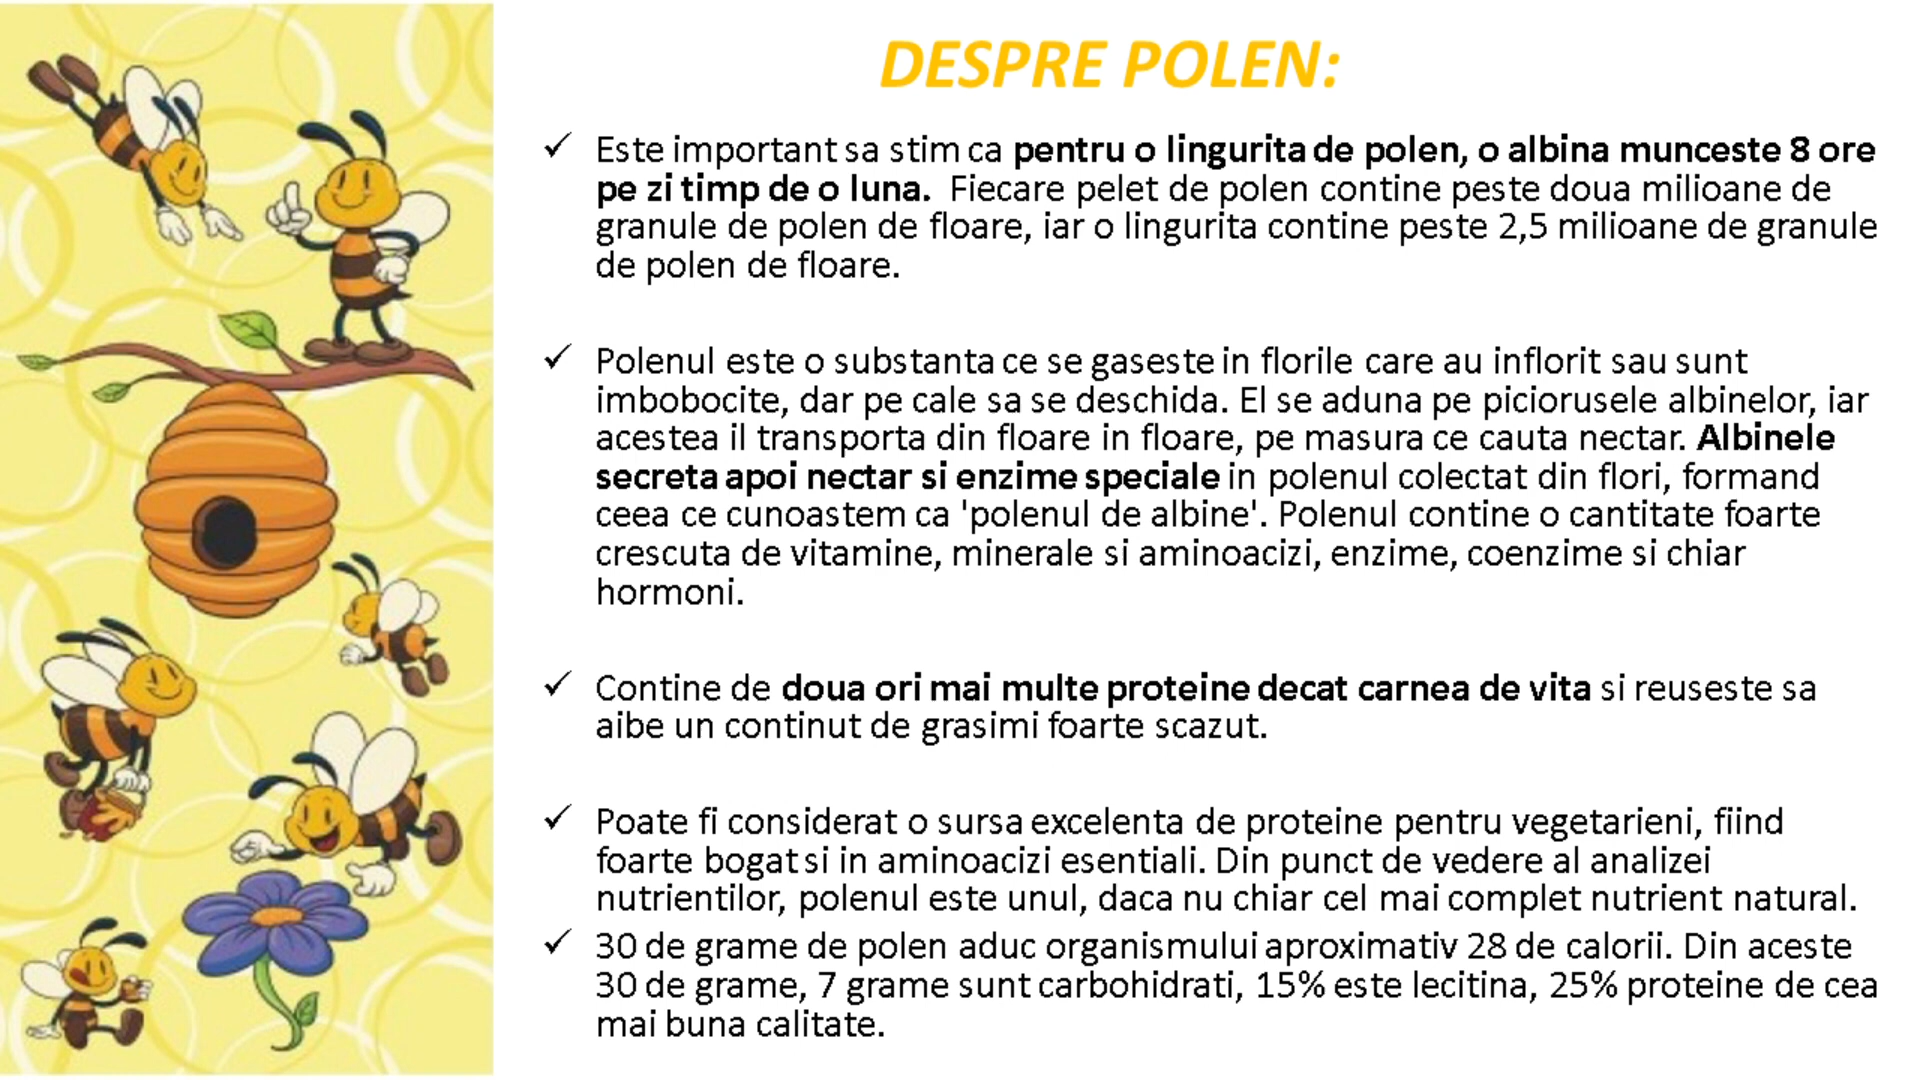 DESPRE POLEN:
✓ Este important sa stim ca pentru o lingurita de polen, o albina munceste 8 ore
pe zi timp de o luna. Fiecare pelet de polen contine peste doua milioane de
granule de polen de floare, iar o lingurita contine peste 2,5 milioane de granule
de polen de floare.
✓ Polenul este o substanta ce se gaseste in florile care au inflorit sau sunt
imbobocite, dar pe cale sa se deschida. El se aduna pe piciorusele albinelor, iar
acestea il transporta din floare in floare, pe masura ce cauta nectar. Albinele
secreta apoi nectar si enzime speciale in polenul colectat din flori, formand
ceea ce cunoastem ca 'polenul de albine'. Polenul contine o cantitate foarte
crescuta de vitamine, minerale si aminoacizi, enzime, coenzime si chiar
hormoni.
✓ Contine de doua ori mai multe proteine decat carnea de vita si reuseste sa
aibe un continut de grasimi foarte scazut.
✓ Poate fi considerat o sursa excelenta de proteine pentru vegetarieni, fiind
foarte bogat si in aminoacizi esentiali. Din punct de vedere al analizei
nutrientilor, polenul este unul, daca nu chiar cel mai complet nutrient natural.
✓ 30 de grame de polen aduc organismului aproximativ 28 de calorii. Din aceste
30 de grame, 7 grame sunt carbohidrati, 15% este lecitina, 25% proteine de cea
mai buna calitate.